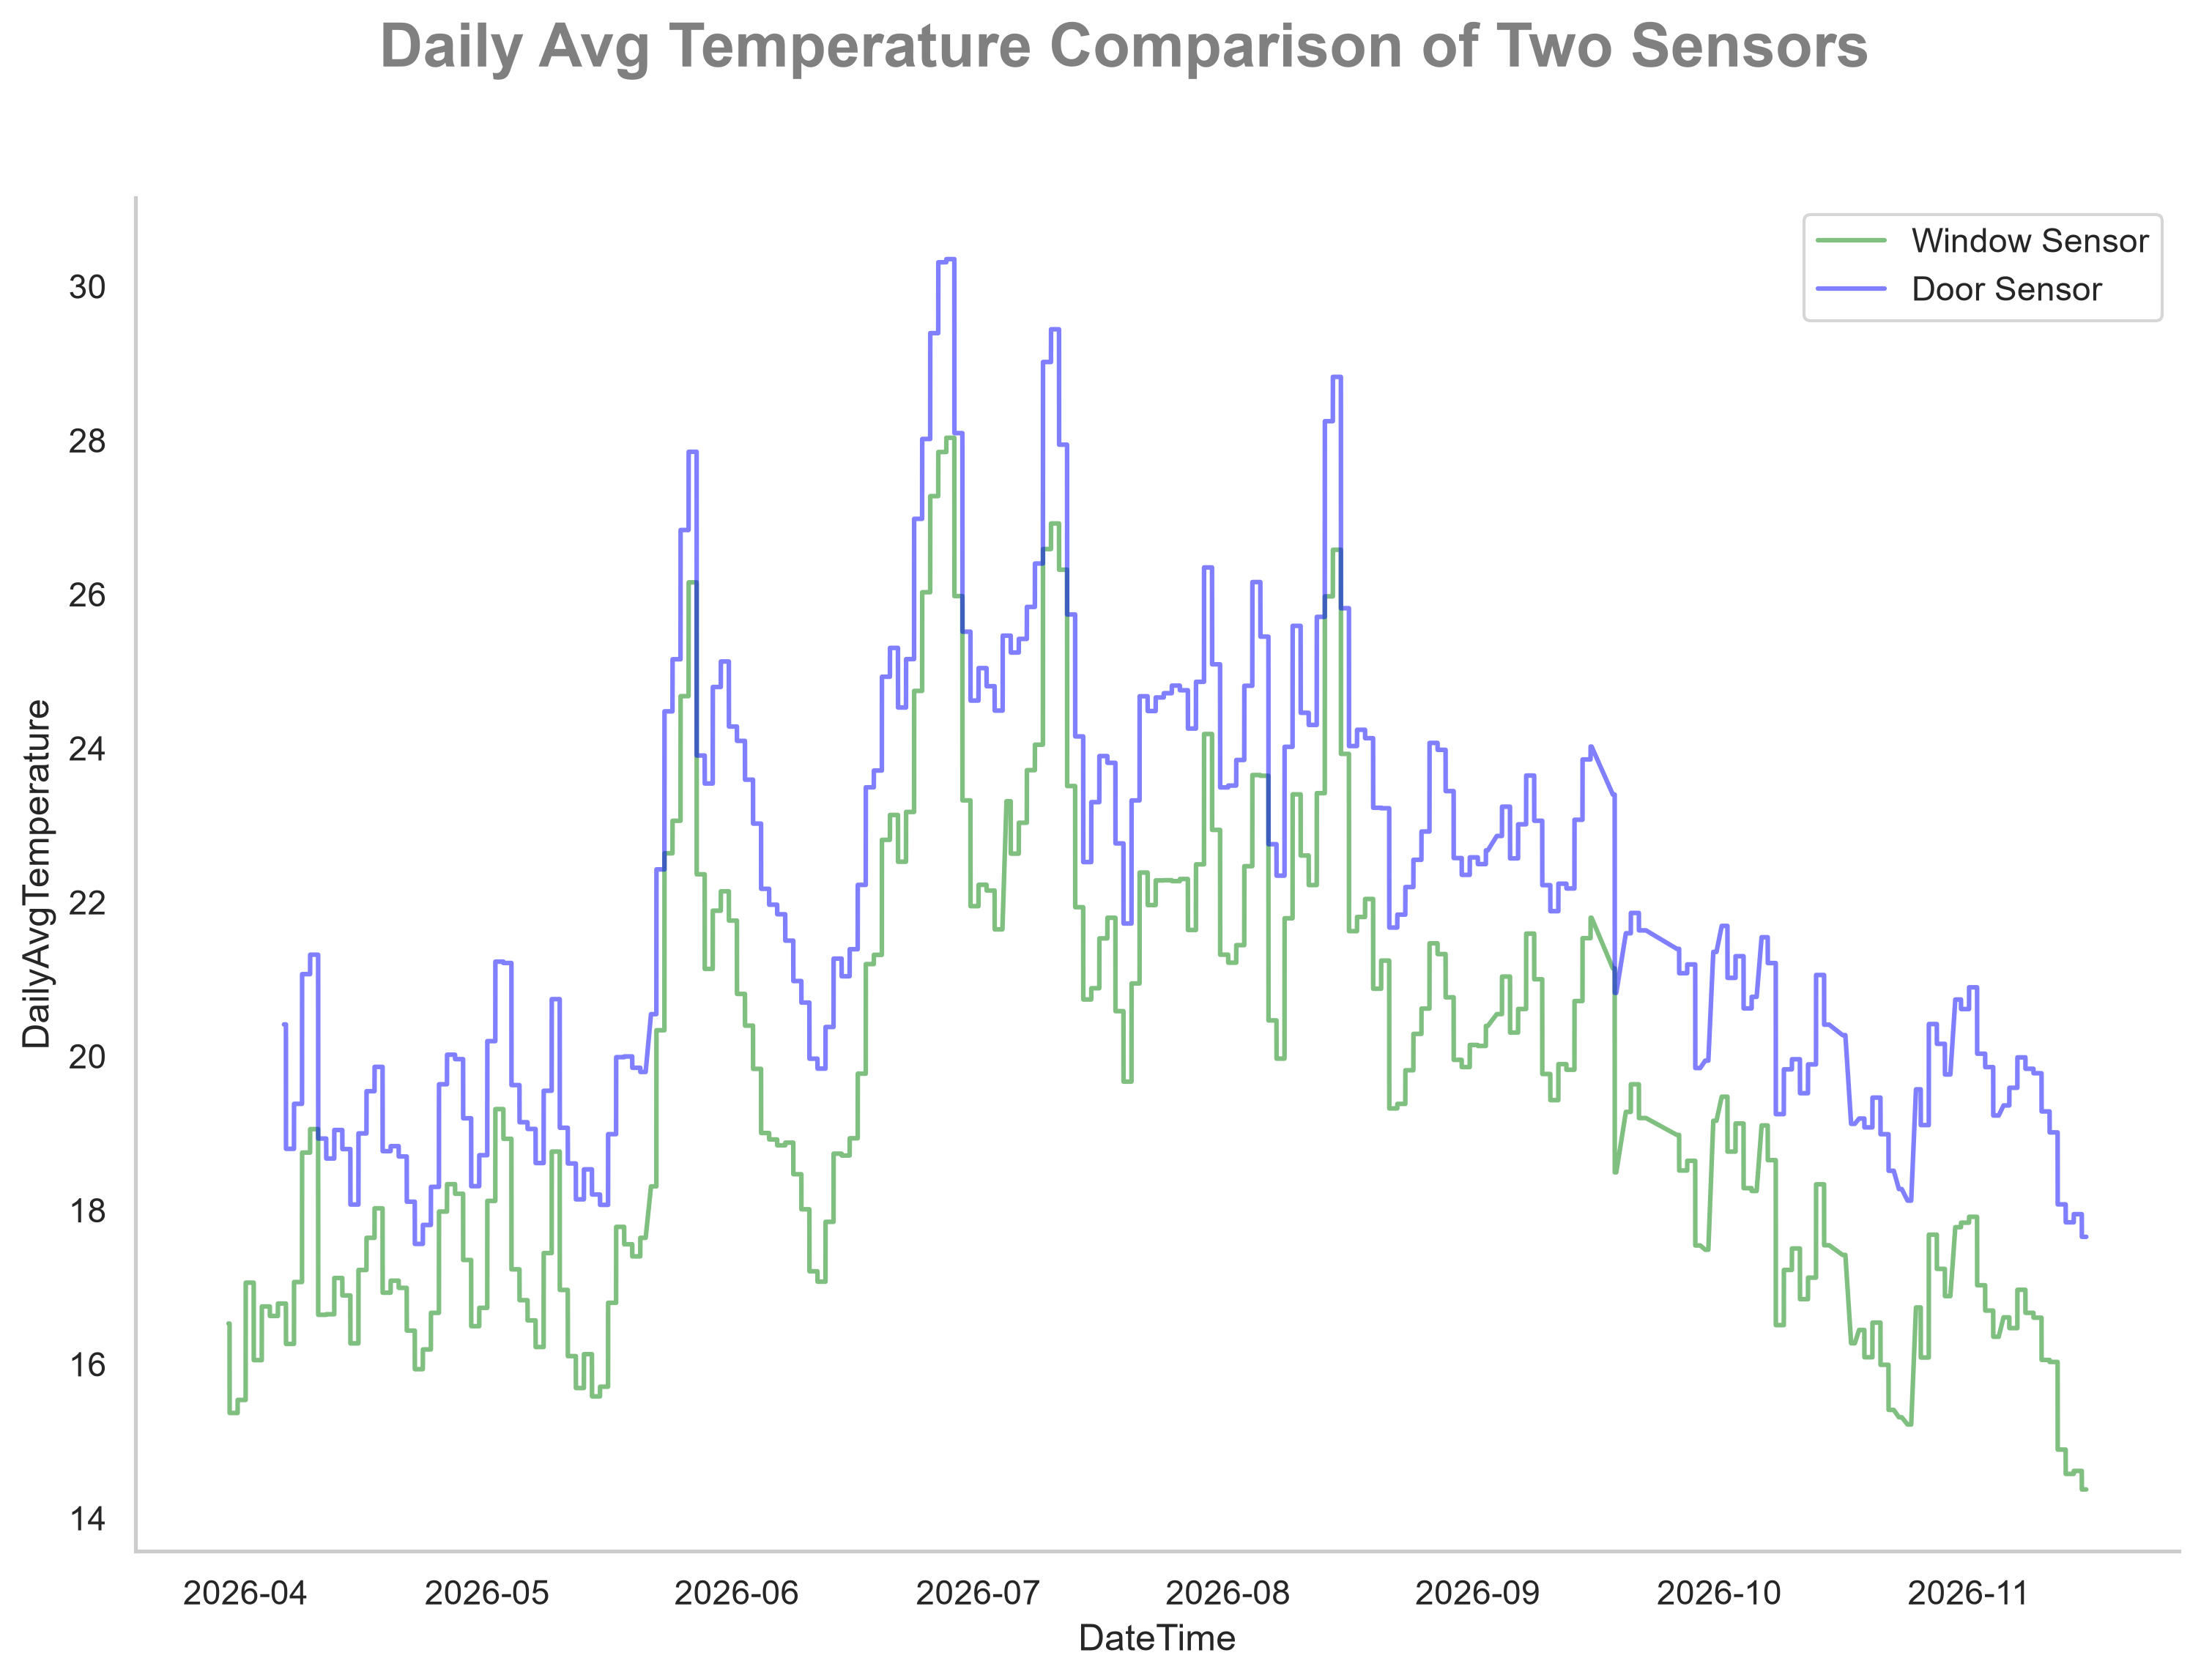 Daily Avg Temperature Comparison of Two Sensors
Window Sensor
Door Sensor
DailyAvgTemperature
30
28
26
24
22
20
18
16
14
2026-04 2026-05 2026-06 2026-07 2026-08 2026-09 2026-10 2026-11
DateTime